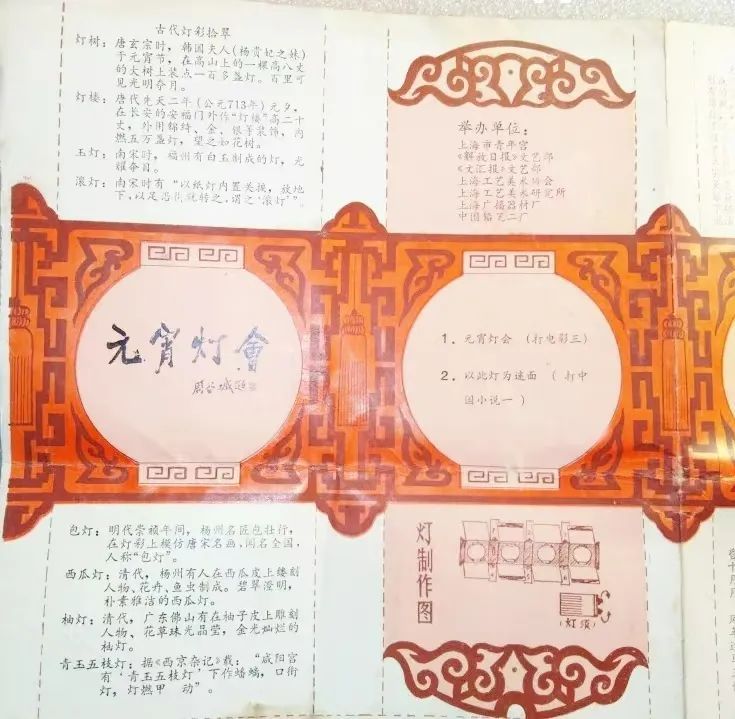 古代灯彩拾翠
灯树：唐玄宗时，韩国夫人（杨贵妃之妹）
于元宵节，在高山上的一棵高八丈
的大树上装点一百多盏灯。百里可
见光明夺月。
灯楼：唐代先天二年（公元713年）元夕，
在长安的安福门外作“灯楼”高二十
丈，外用锦绮、金、银等装饰，内
燃五万盏灯，望之如花树。
玉灯：南宋时，福州有白玉制成的灯，光
耀夺目。
滚灯：南宋时有“以纸灯内置关捩，放地
下，以足沿街蹴转之，谓之‘滚灯’”。
举办单位：
上海市青年宫
《解放日报》文艺部
《文汇报》文艺部
上海工艺美术协会
上海工艺美术研究所
上海广播器材厂
中国铅笔二厂
元宵灯会
周谷城题
1．元宵灯会（打电影三）
2．以此灯为谜面（打中
国小说一）
包灯：明代崇祯年间，杨州名匠包壮行，
在灯彩上模仿唐宋名画，闻名全国，
人称“包灯”。
西瓜灯：清代，杨州有人在西瓜皮上镂刻
人物、花卉、鱼虫制成。碧翠澄明，
朴素雅洁的西瓜灯。
柚灯：清代，广东佛山有在柚子皮上雕刻
人物、花草珠光晶莹，金光灿烂的
柚灯。
青玉五枝灯：据《西京杂记》载：“咸阳宫
有‘青玉五枝灯’，下作蟠螭，口衔
灯，灯燃甲动”。
灯制作图
（灯须）